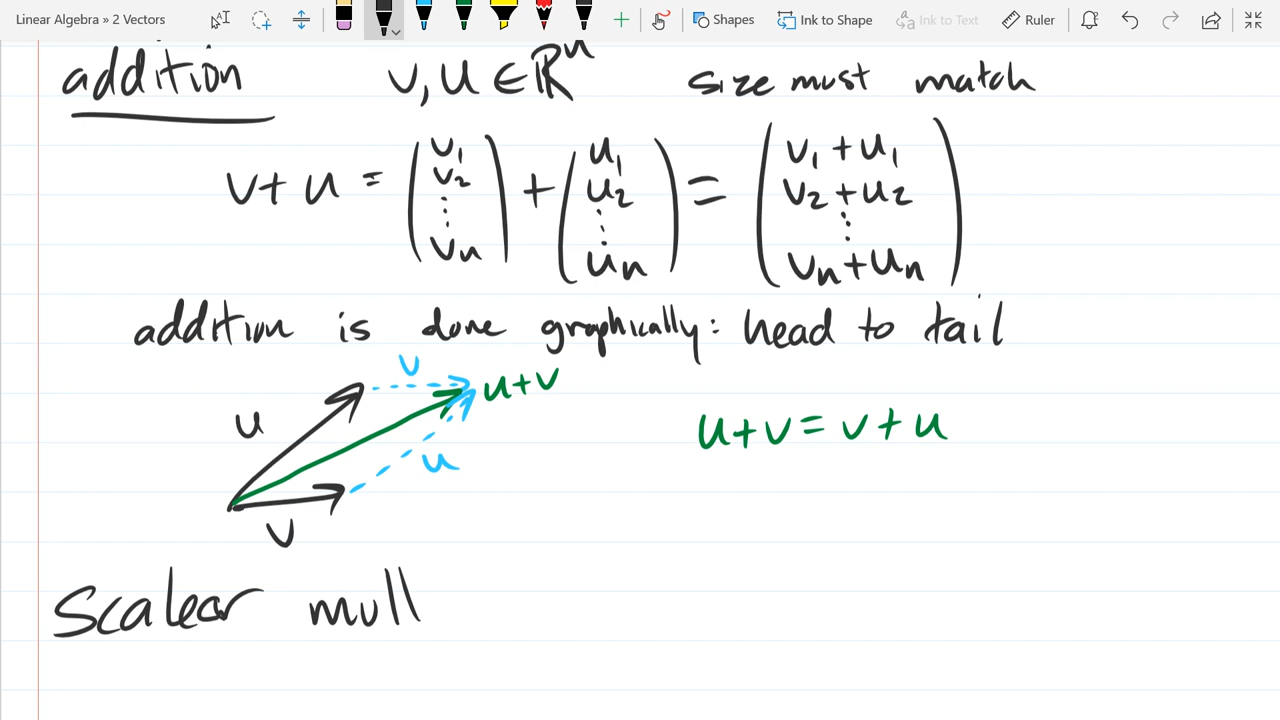 Linear Algebra » 2 Vectors
Shapes
Ink to Shape
Ink to Text
Ruler
addition v, u ∈ ℝⁿ size must match
v + u = (v₁ v₂ ⋮ vₙ) + (u₁ u₂ ⋮ uₙ) = (v₁ + u₁ v₂ + u₂ ⋮ vₙ + uₙ)
addition is done graphically: head to tail
v
u+v
u
u+v = v+u
u
v
Scalear mull